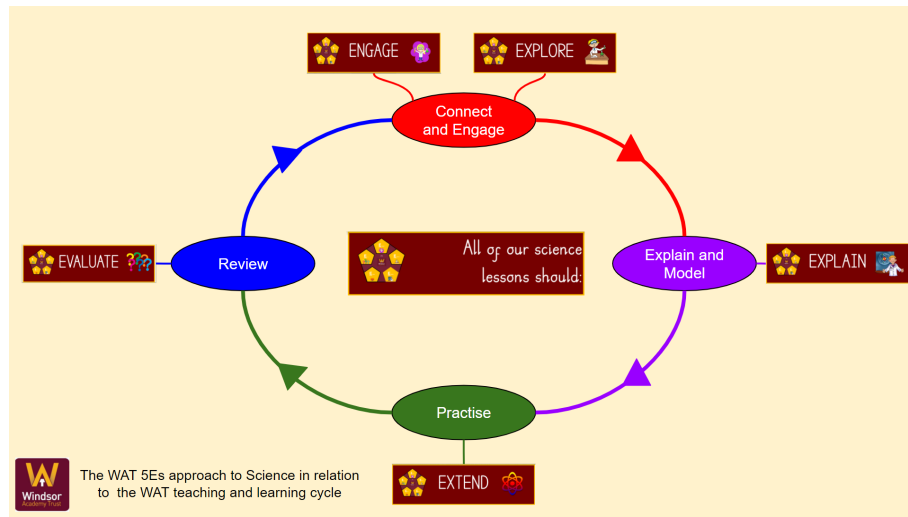 ENGAGE
EXPLORE
Connect
and Engage
EVALUATE
Review
All of our science
lessons should:
Explain and
Model
EXPLAIN
Practise
EXTEND
W
Windsor
Academy Trust
The WAT 5Es approach to Science in relation
to the WAT teaching and learning cycle